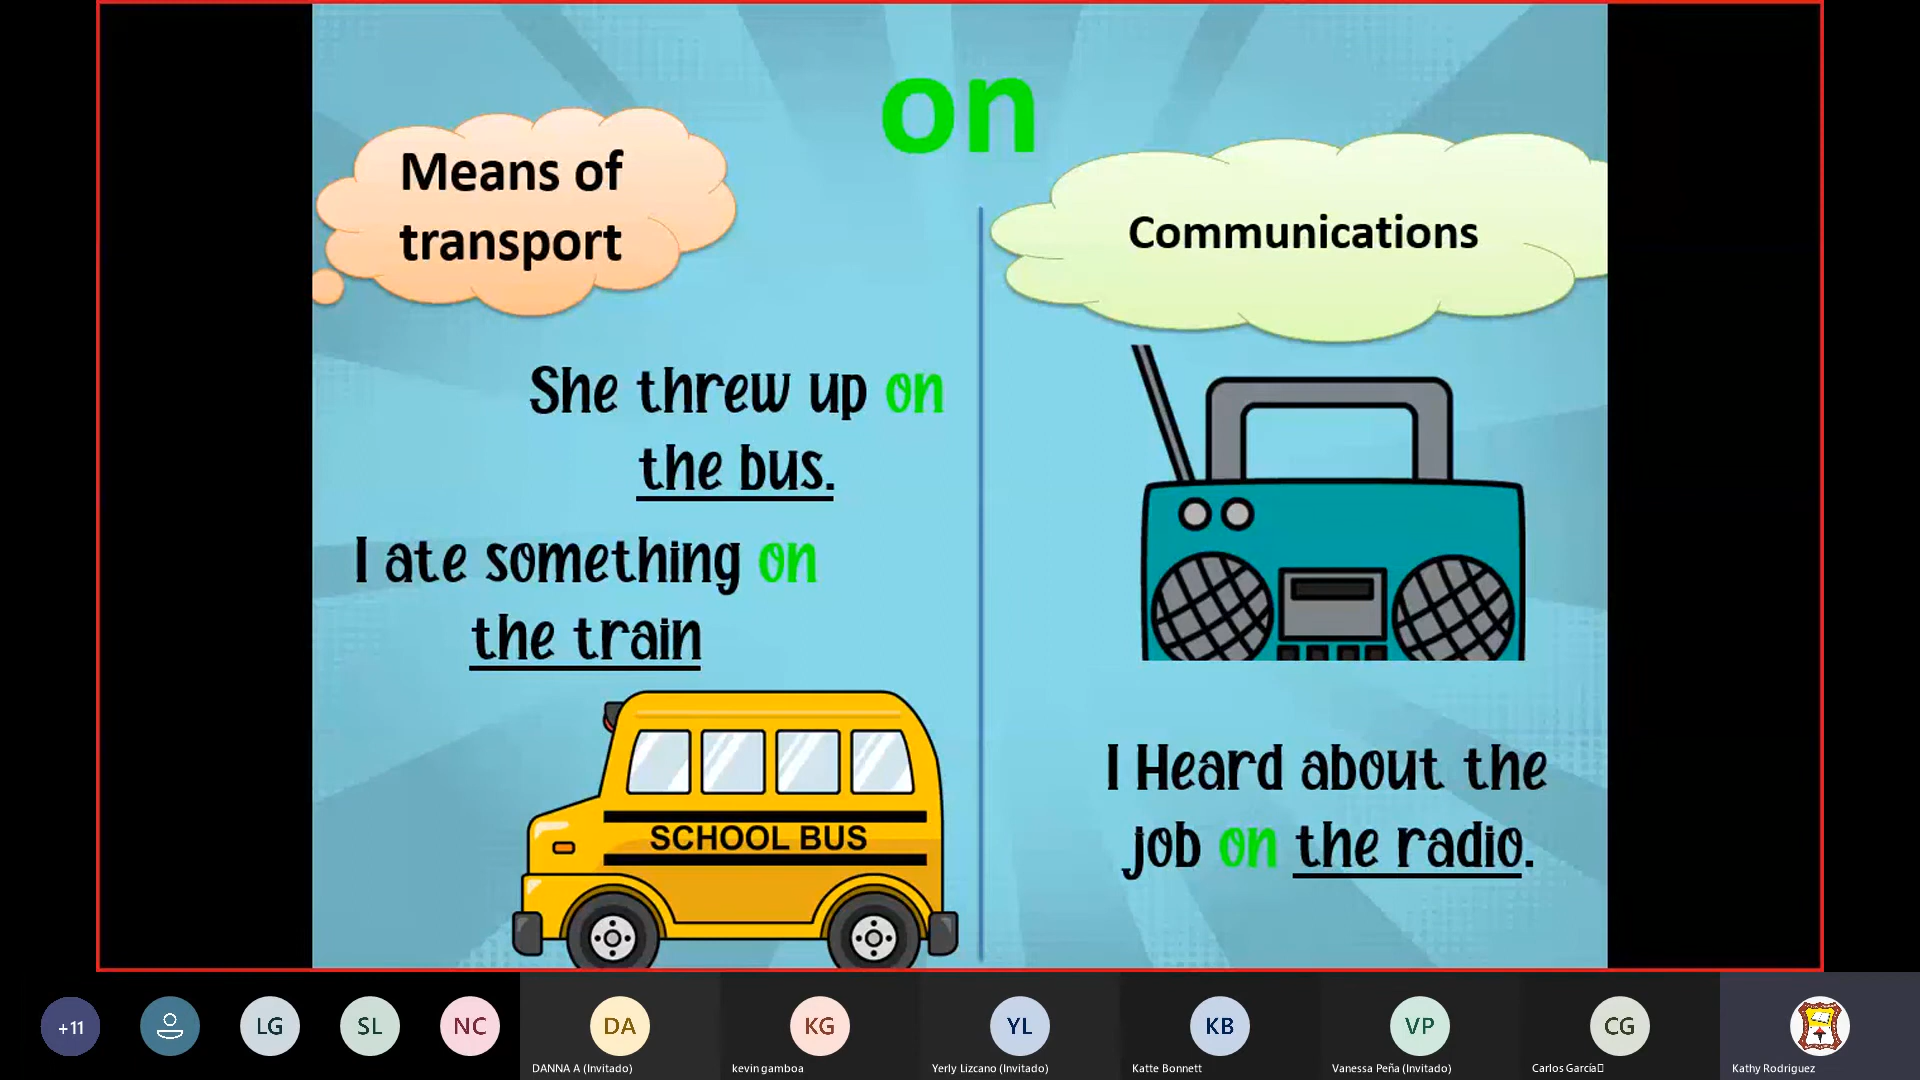 on
Means of
transport
She threw up on
the bus.
I ate something on
the train
SCHOOL BUS
Communications
I Heard about the
job on the radio.
+11
LG
SL
NC
DA
KG
YL
KB
VP
CG
DANNA A (Invitado)
kevin gamboa
Yerly Lizcano (Invitado)
Katte Bonnett
Vanessa Peña (Invitado)
Carlos García
Kathy Rodriguez